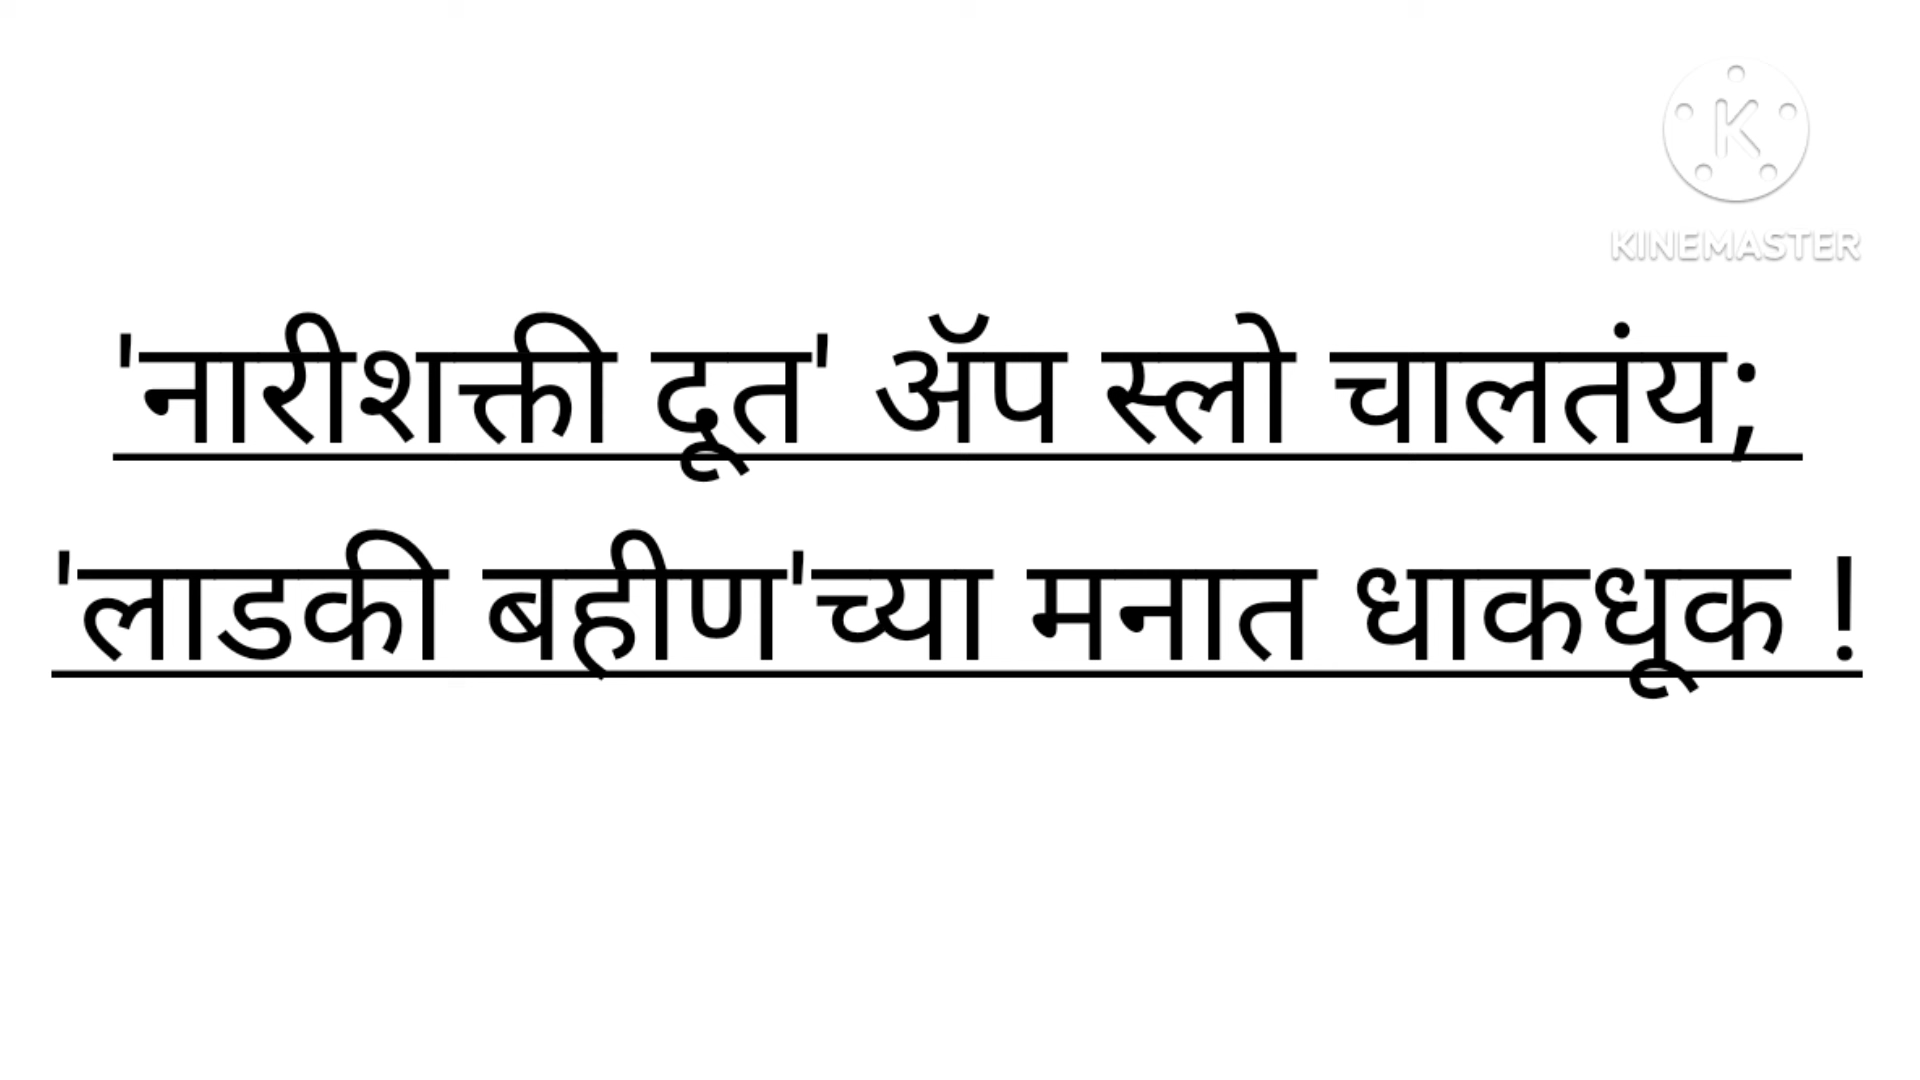 KINEMASTER
'नारीशक्ती दूत' ॲप स्लो चालतंय;
'लाडकी बहीण'च्या मनात धाकधूक !